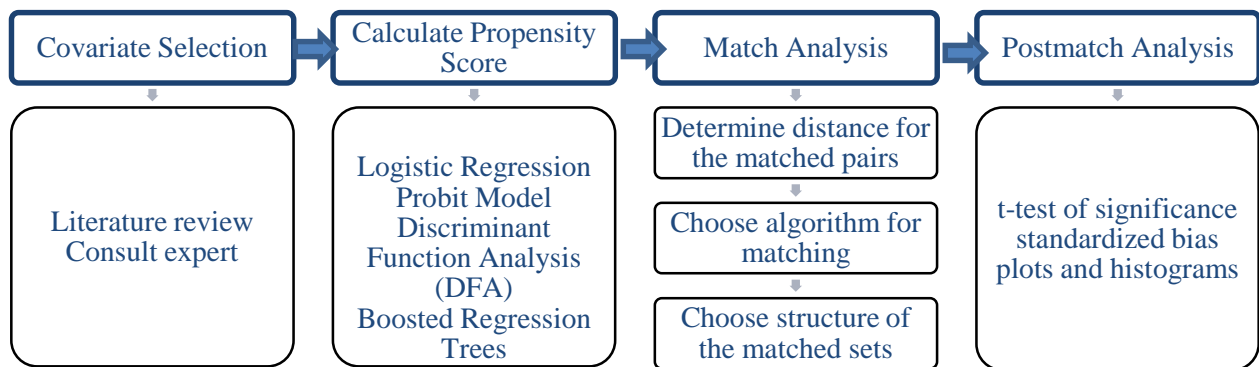 Covariate Selection
Calculate Propensity
Score
Match Analysis
Postmatch Analysis
Literature review
Consult expert
Logistic Regression
Probit Model
Discriminant
Function Analysis
(DFA)
Boosted Regression
Trees
Determine distance for
the matched pairs
Choose algorithm for
matching
Choose structure of
the matched sets
t-test of significance
standardized bias
plots and histograms